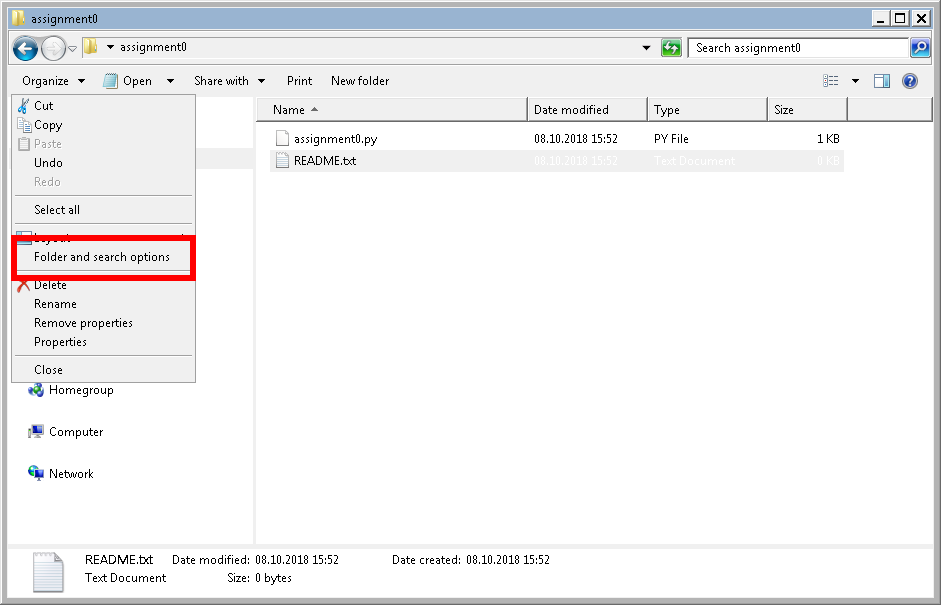 assignment0
assignment0
Search assignment0
Organize Open Share with Print New folder
Cut
Copy
Paste
Undo
Redo
Select all
Layout
Folder and search options
Delete
Rename
Remove properties
Properties
Close
Homegroup
Computer
Network
Name Date modified Type Size
assignment0.py 08.10.2018 15:52 PY File 1 KB
README.txt 08.10.2018 15:52 Text Document 0 KB
README.txt Date modified: 08.10.2018 15:52 Date created: 08.10.2018 15:52
Text Document Size: 0 bytes